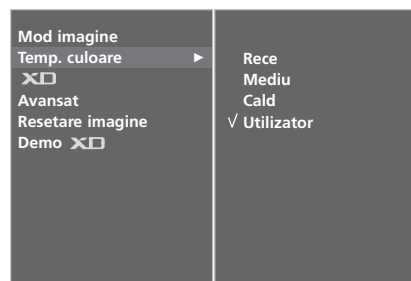 Mod imagine
Temp. culoare ►
XD
Avansat
Resetare imagine
Demo XD
Rece
Mediu
Cald
√ Utilizator